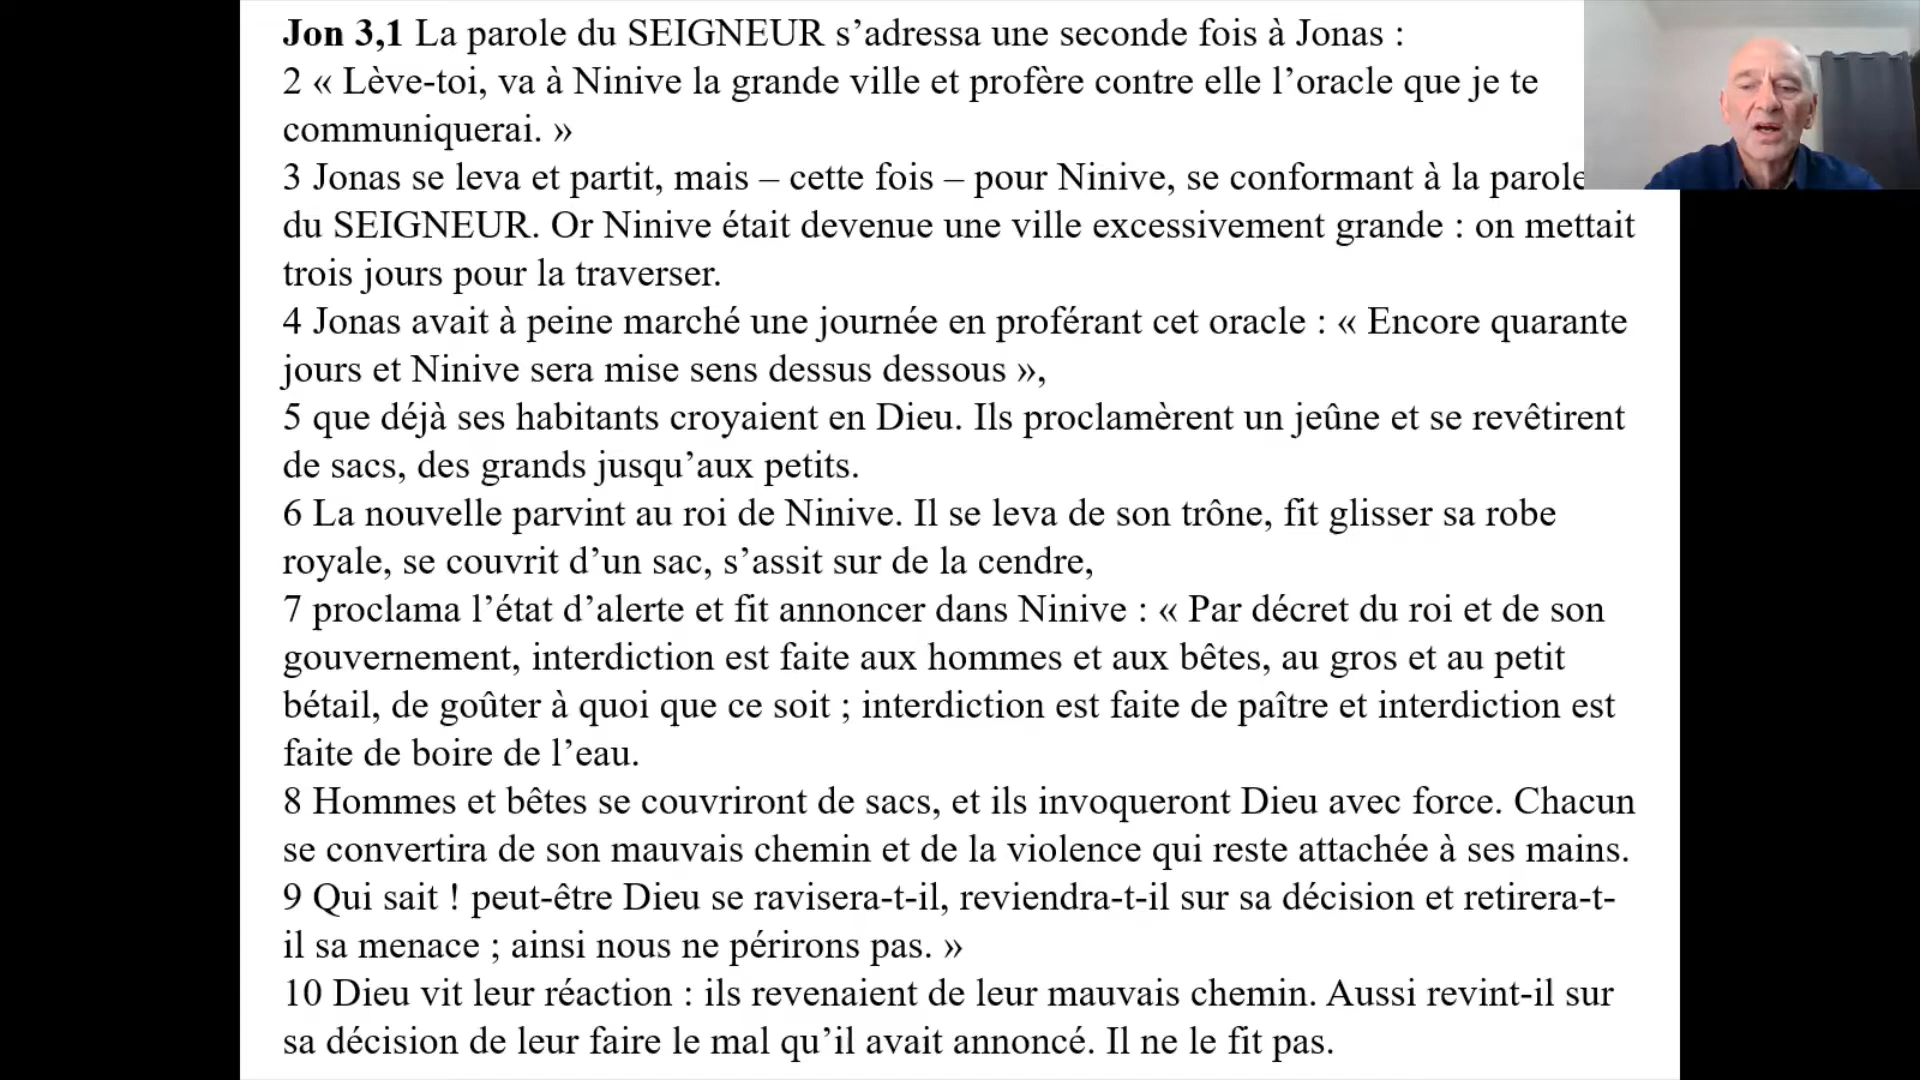 Jon 3,1 La parole du SEIGNEUR s’adressa une seconde fois à Jonas :
2 « Lève-toi, va à Ninive la grande ville et profère contre elle l’oracle que je te
communiquerai. »
3 Jonas se leva et partit, mais – cette fois – pour Ninive, se conformant à la parole
du SEIGNEUR. Or Ninive était devenue une ville excessivement grande : on mettait
trois jours pour la traverser.
4 Jonas avait à peine marché une journée en proférant cet oracle : « Encore quarante
jours et Ninive sera mise sens dessus dessous »,
5 que déjà ses habitants croyaient en Dieu. Ils proclamèrent un jeûne et se revêtirent
de sacs, des grands jusqu’aux petits.
6 La nouvelle parvint au roi de Ninive. Il se leva de son trône, fit glisser sa robe
royale, se couvrit d’un sac, s’assit sur de la cendre,
7 proclama l’état d’alerte et fit annoncer dans Ninive : « Par décret du roi et de son
gouvernement, interdiction est faite aux hommes et aux bêtes, au gros et au petit
bétail, de goûter à quoi que ce soit ; interdiction est faite de paître et interdiction est
faite de boire de l’eau.
8 Hommes et bêtes se couvriront de sacs, et ils invoqueront Dieu avec force. Chacun
se convertira de son mauvais chemin et de la violence qui reste attachée à ses mains.
9 Qui sait ! peut-être Dieu se ravisera-t-il, reviendra-t-il sur sa décision et retirera-t-
il sa menace ; ainsi nous ne périrons pas. »
10 Dieu vit leur réaction : ils revenaient de leur mauvais chemin. Aussi revint-il sur
sa décision de leur faire le mal qu’il avait annoncé. Il ne le fit pas.